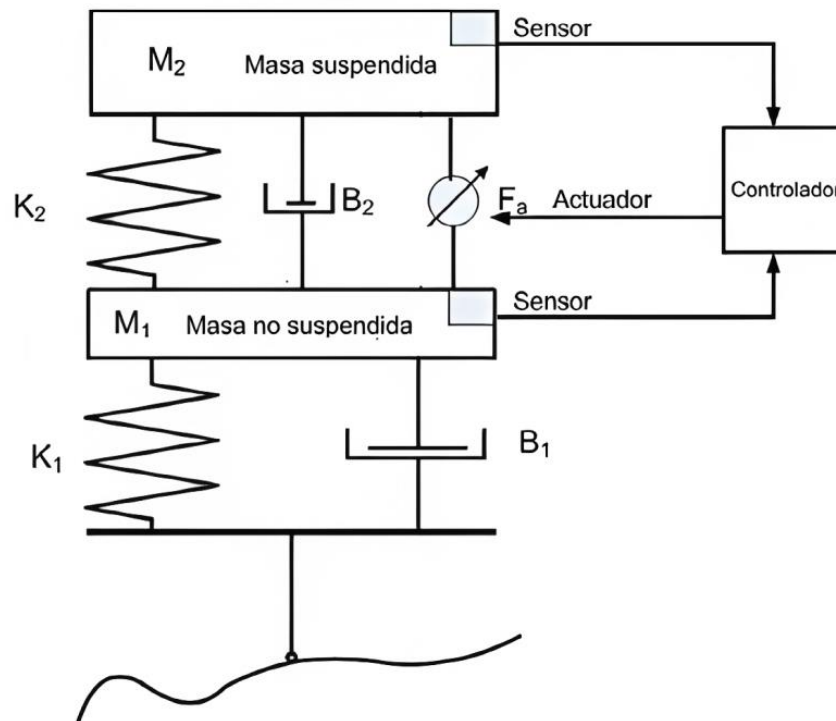 Sensor
M₂ Masa suspendida
K₂
B₂
Fₐ
Actuador
Controlador
M₁ Masa no suspendida
Sensor
K₁
B₁